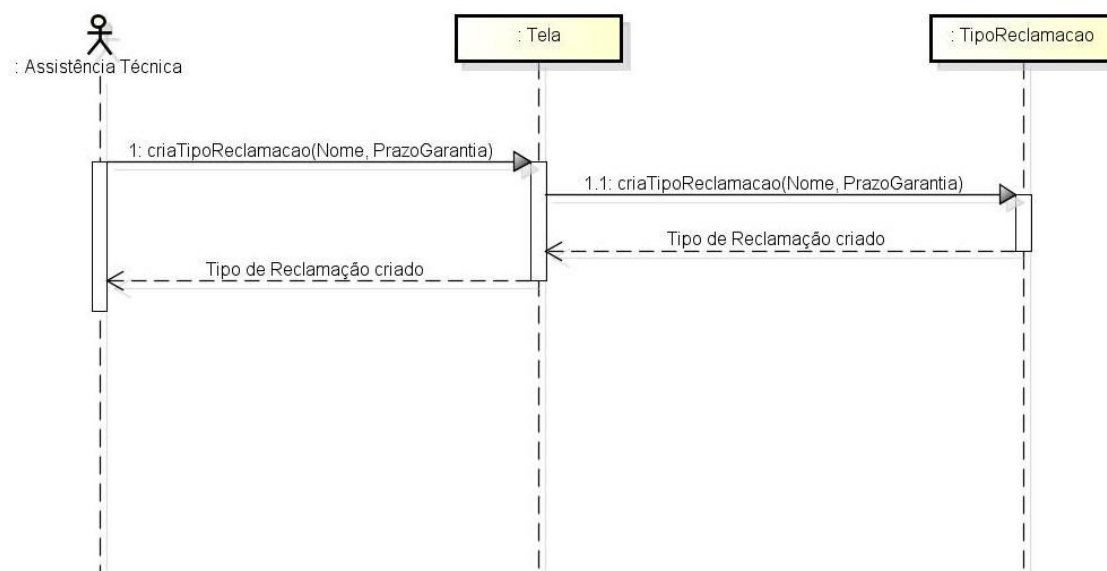 : Assistência Técnica
: Tela
: TipoReclamacao
1: criaTipoReclamacao(Nome, PrazoGarantia)
1.1: criaTipoReclamacao(Nome, PrazoGarantia)
Tipo de Reclamação criado
Tipo de Reclamação criado